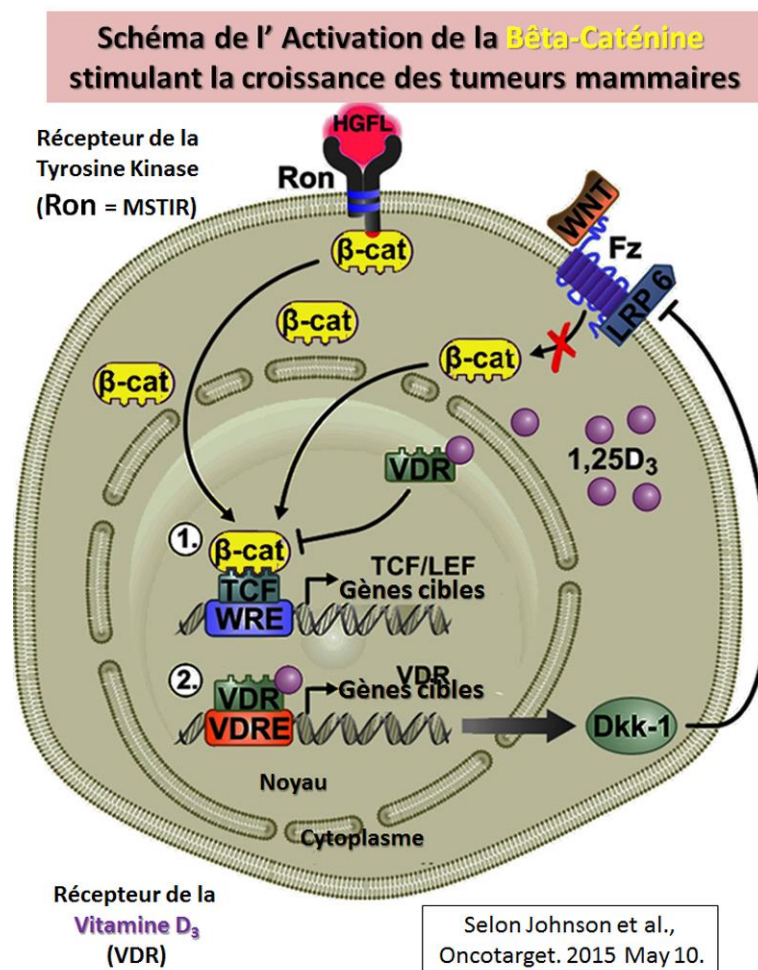 Schéma de l' Activation de la Bêta-Caténine
stimulant la croissance des tumeurs mammaires
Récepteur de la
Tyrosine Kinase
(Ron = MSTIR)
HGFL
Ron
β-cat
WNT
Fz
LRP 6
β-cat
β-cat
β-cat
1,25D₃
VDR
1.
β-cat
TCF
WRE
TCF/LEF
Gènes cibles
2.
VDR
VDRE
VDR
Gènes cibles
Dkk-1
Noyau
Cytoplasme
Récepteur de la
Vitamine D₃
(VDR)
Selon Johnson et al.,
Oncotarget. 2015 May 10.